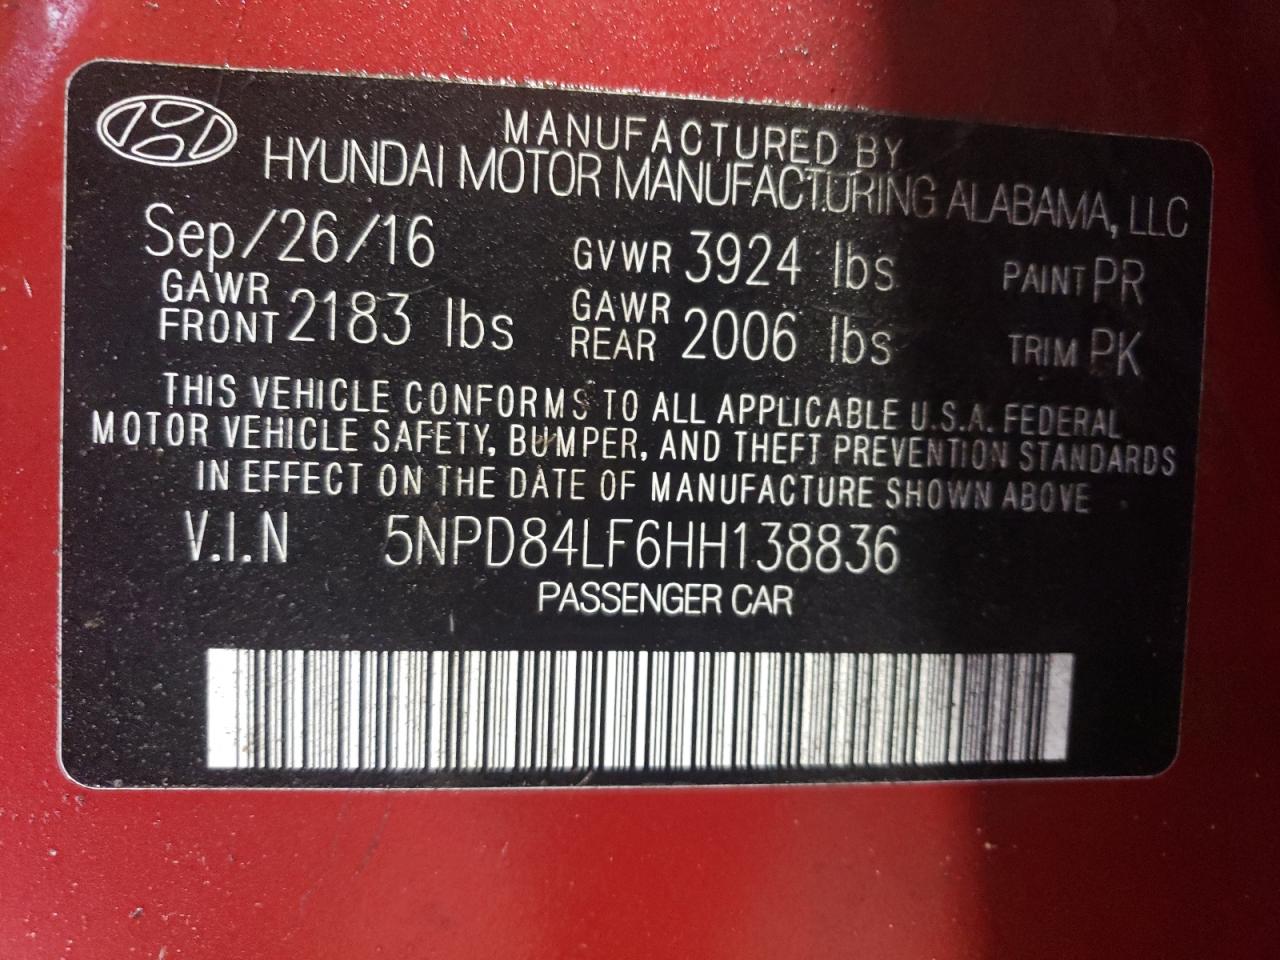 MANUFACTURED BY
HYUNDAI MOTOR MANUFACTURING ALABAMA, LLC
Sep/26/16 GVWR 3924 lbs PAINT PR
GAWR FRONT 2183 lbs GAWR REAR 2006 lbs TRIM PK
THIS VEHICLE CONFORMS TO ALL APPLICABLE U.S.A. FEDERAL
MOTOR VEHICLE SAFETY, BUMPER, AND THEFT PREVENTION STANDARDS
IN EFFECT ON THE DATE OF MANUFACTURE SHOWN ABOVE
V.I.N 5NPD84LF6HH138836
PASSENGER CAR